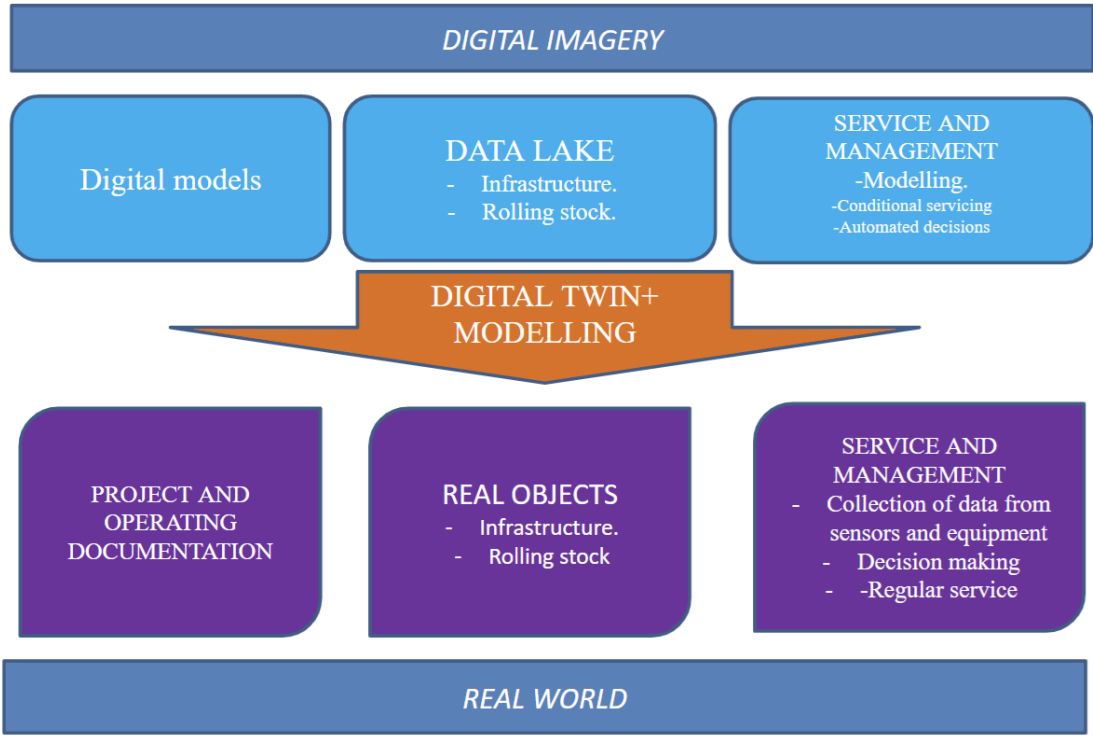 DIGITAL IMAGERY
Digital models
DATA LAKE
- Infrastructure.
- Rolling stock.
SERVICE AND
MANAGEMENT
-Modelling.
-Conditional servicing
-Automated decisions
DIGITAL TWIN+
MODELLING
PROJECT AND
OPERATING
DOCUMENTATION
REAL OBJECTS
- Infrastructure.
- Rolling stock
SERVICE AND
MANAGEMENT
- Collection of data from
sensors and equipment
- Decision making
- -Regular service
REAL WORLD